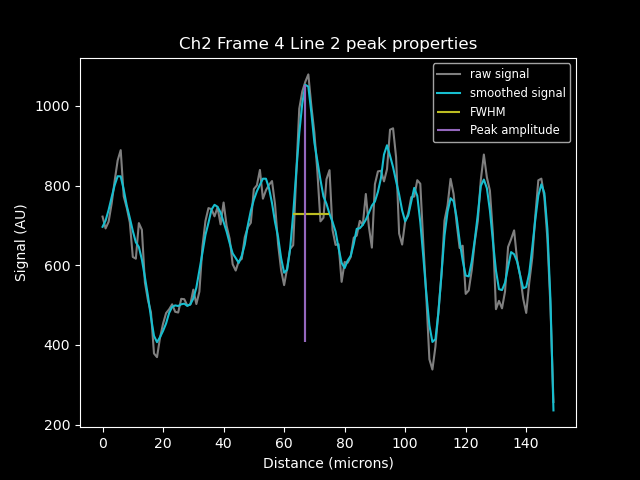 Ch2 Frame 4 Line 2 peak properties
raw signal
smoothed signal
FWHM
Peak amplitude
Signal (AU)
1000
800
600
400
200
0 20 40 60 80 100 120 140
Distance (microns)